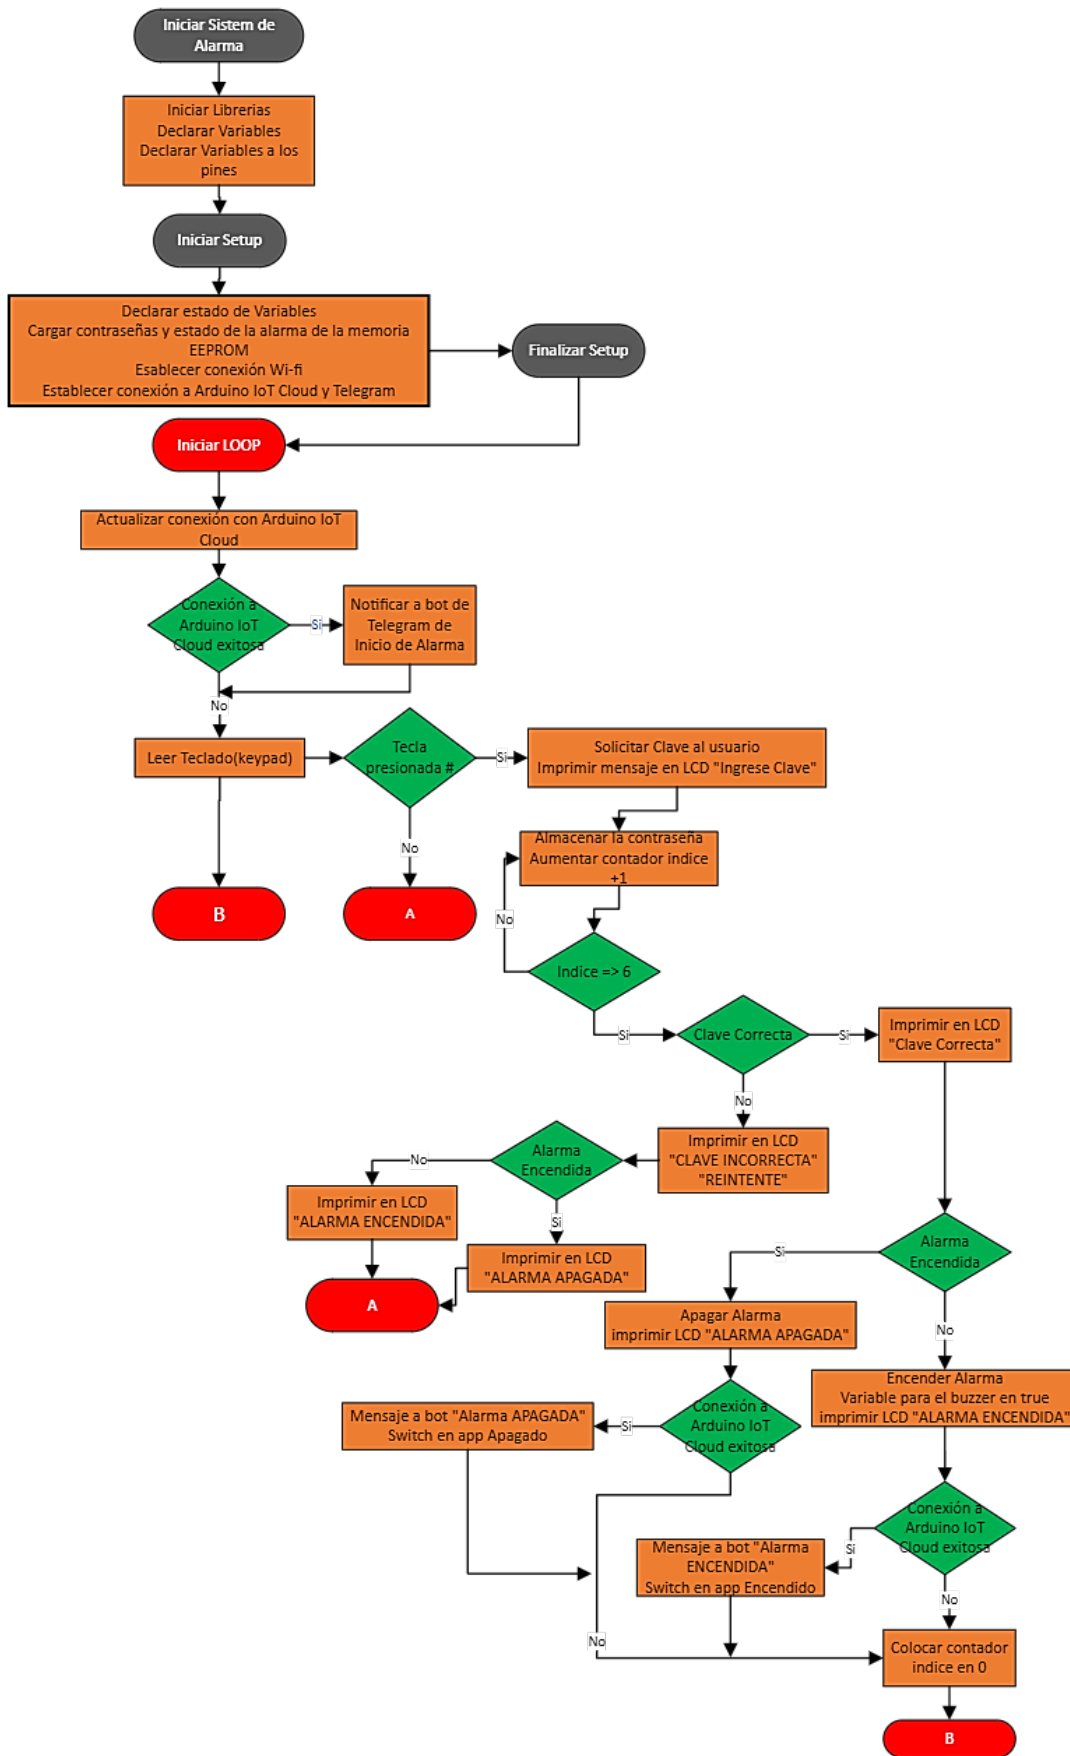 Iniciar Sistem de
Alarma
Iniciar Librerias
Declarar Variables
Declarar Variables a los
pines
Iniciar Setup
Declarar estado de Variables
Cargar contraseñas y estado de la alarma de la memoria
EEPROM
Esablecer conexión Wi-fi
Establecer conexión a Arduino IoT Cloud y Telegram
Finalizar Setup
Iniciar LOOP
Actualizar conexión con Arduino IoT
Cloud
Conexión a
Arduino IoT
Cloud exitosa
Si
Notificar a bot de
Telegram de
Inicio de Alarma
No
Leer Teclado(keypad)
Tecla
presionada #
Si
Solicitar Clave al usuario
Imprimir mensaje en LCD "Ingrese Clave"
No
B
A
Almacenar la contraseña
Aumentar contador indice
+1
No
Indice => 6
Si
Clave Correcta
Si
Imprimir en LCD
"Clave Correcta"
No
Imprimir en LCD
"CLAVE INCORRECTA"
"REINTENTE"
Alarma
Encendida
No
Imprimir en LCD
"ALARMA ENCENDIDA"
Si
Imprimir en LCD
"ALARMA APAGADA"
A
Alarma
Encendida
Si
Apagar Alarma
imprimir LCD "ALARMA APAGADA"
No
Encender Alarma
Variable para el buzzer en true
imprimir LCD "ALARMA ENCENDIDA"
Conexión a
Arduino IoT
Cloud exitosa
Si
Mensaje a bot "Alarma APAGADA"
Switch en app Apagado
Conexión a
Arduino IoT
Cloud exitosa
Si
Mensaje a bot "Alarma
ENCENDIDA"
Switch en app Encendido
No
No
Colocar contador
indice en 0
B